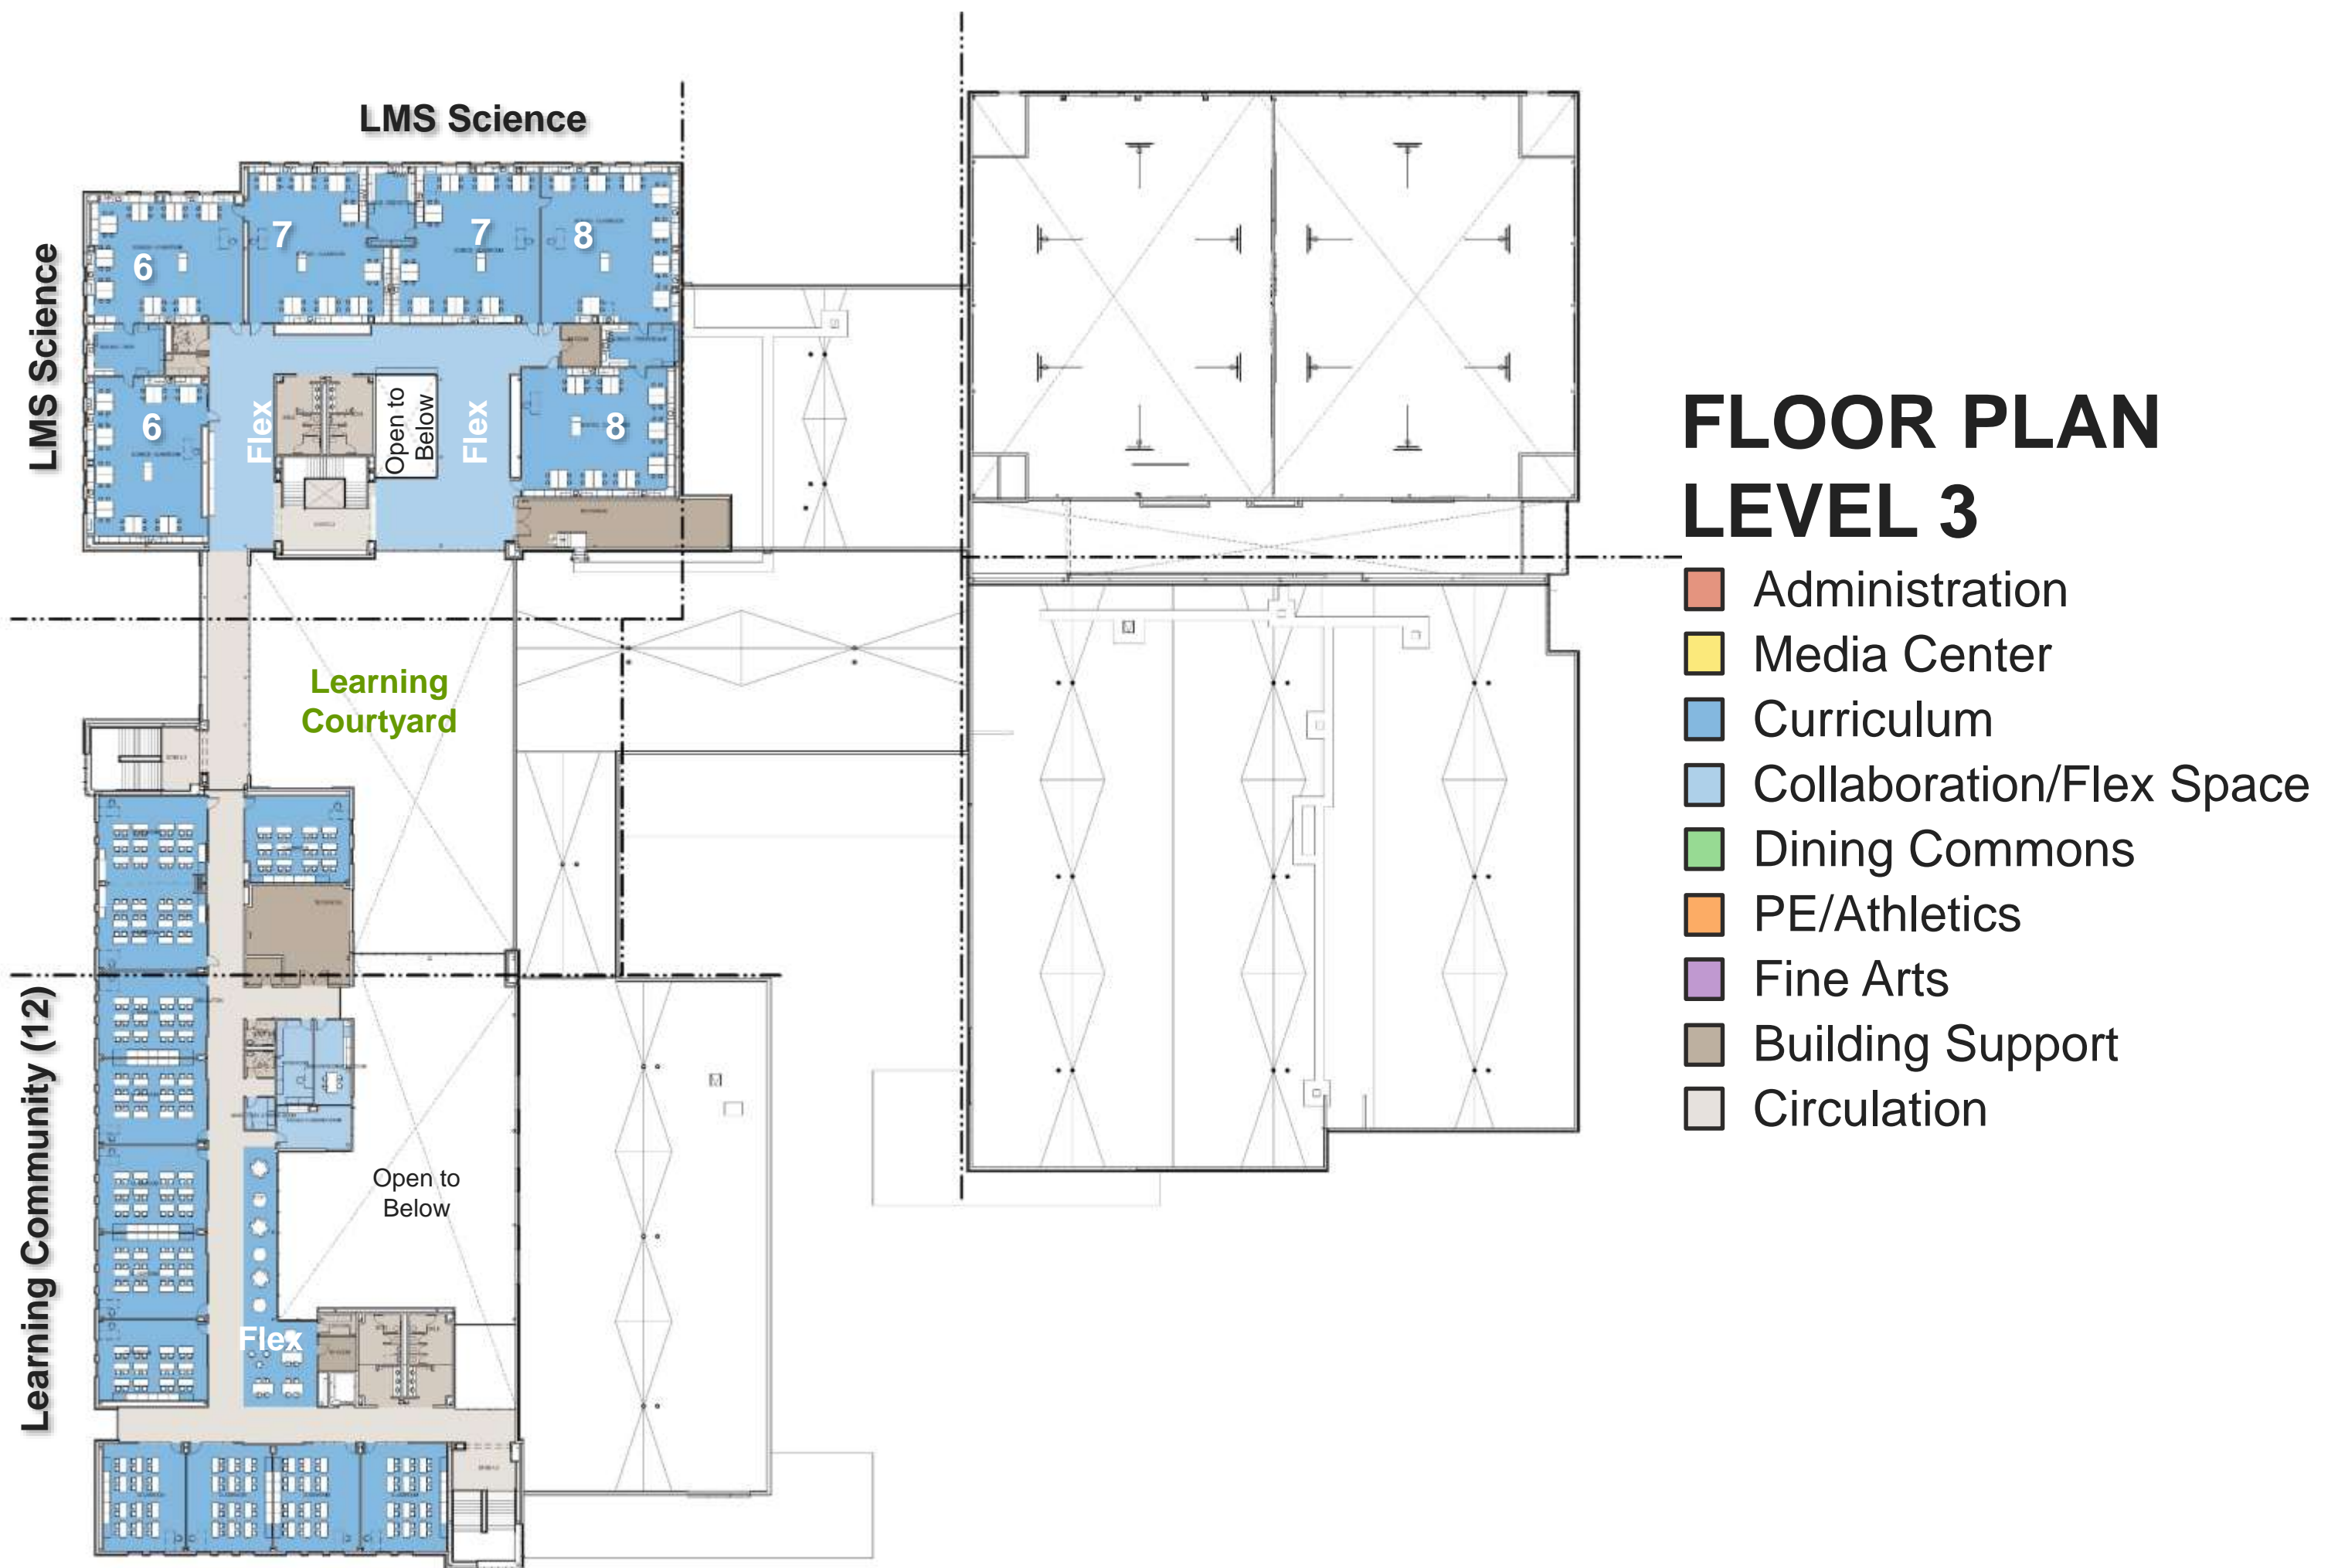 LMS Science
LMS Science
6
7
7
8
6
Flex
Open to
Below
Flex
8
Learning
Courtyard
Learning Community (12)
Open to
Below
Flex
FLOOR PLAN
LEVEL 3
Administration
Media Center
Curriculum
Collaboration/Flex Space
Dining Commons
PE/Athletics
Fine Arts
Building Support
Circulation